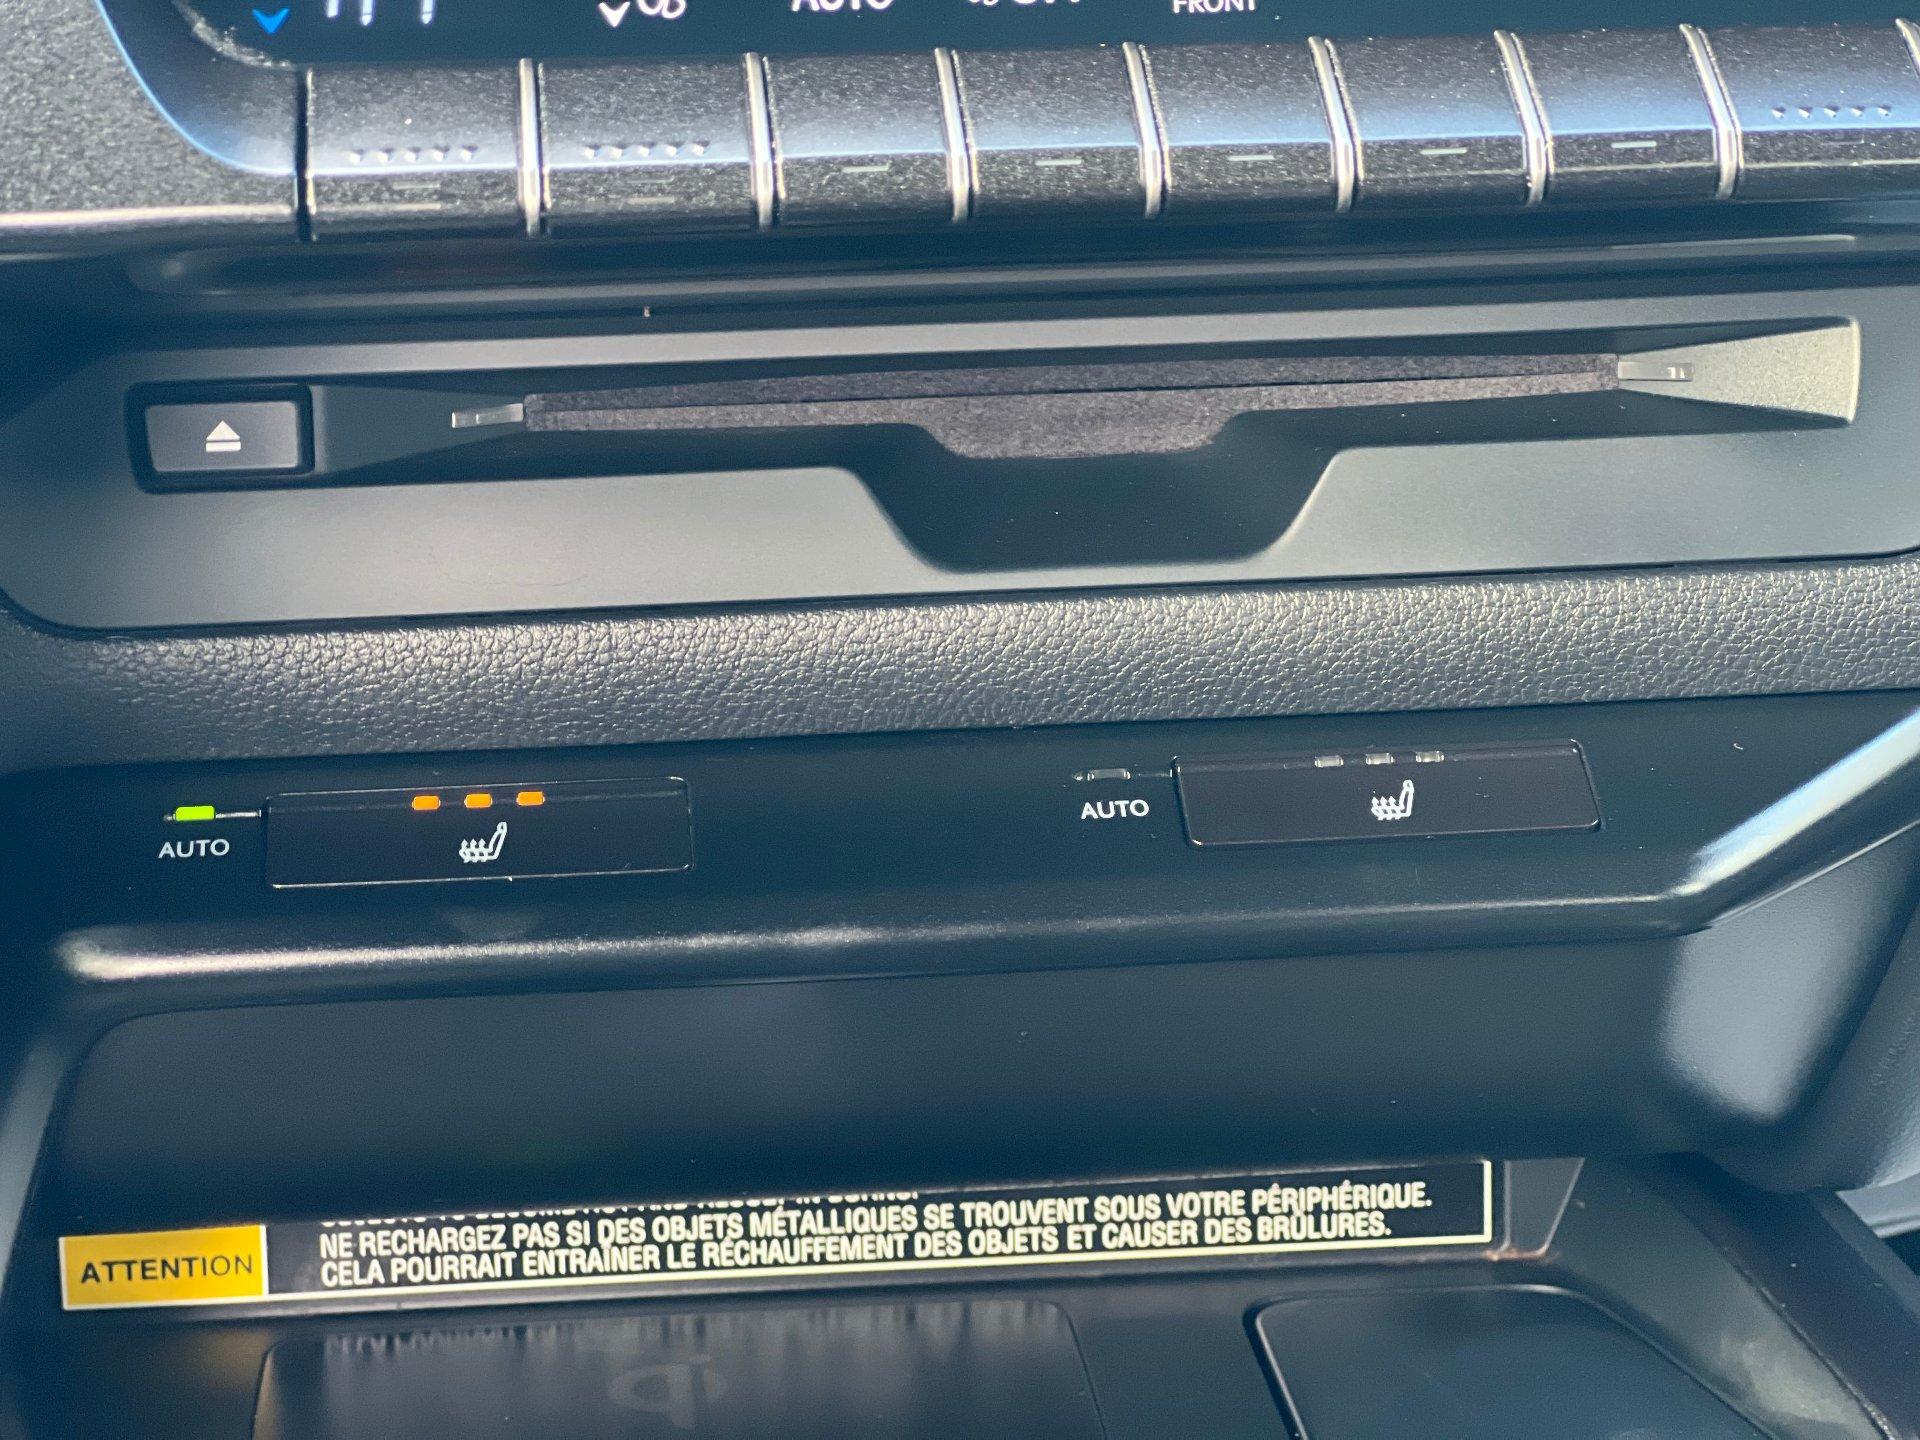 AUTO
FRONT
AUTO
AUTO
ATTENTION
NE RECHARGEZ PAS SI DES OBJETS MÉTALLIQUES SE TROUVENT SOUS VOTRE PÉRIPHÉRIQUE.
CELA POURRAIT ENTRAÎNER LE RÉCHAUFFEMENT DES OBJETS ET CAUSER DES BRÛLURES.